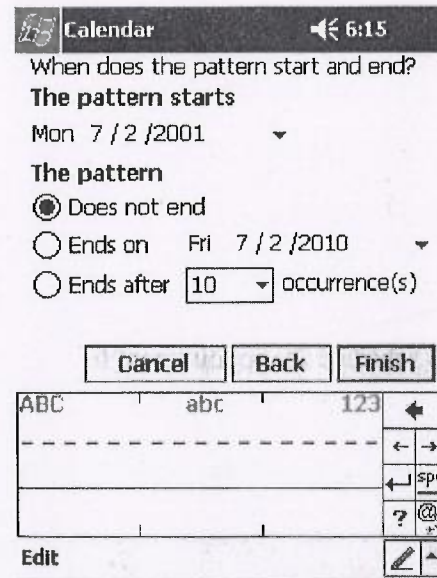 Calendar 6:15
When does the pattern start and end?
The pattern starts
Mon 7 / 2 /2001
The pattern
Does not end
Ends on Fri 7 / 2 /2010
Ends after 10 occurrence(s)
Cancel Back Finish
ABC abc 123
?
Edit